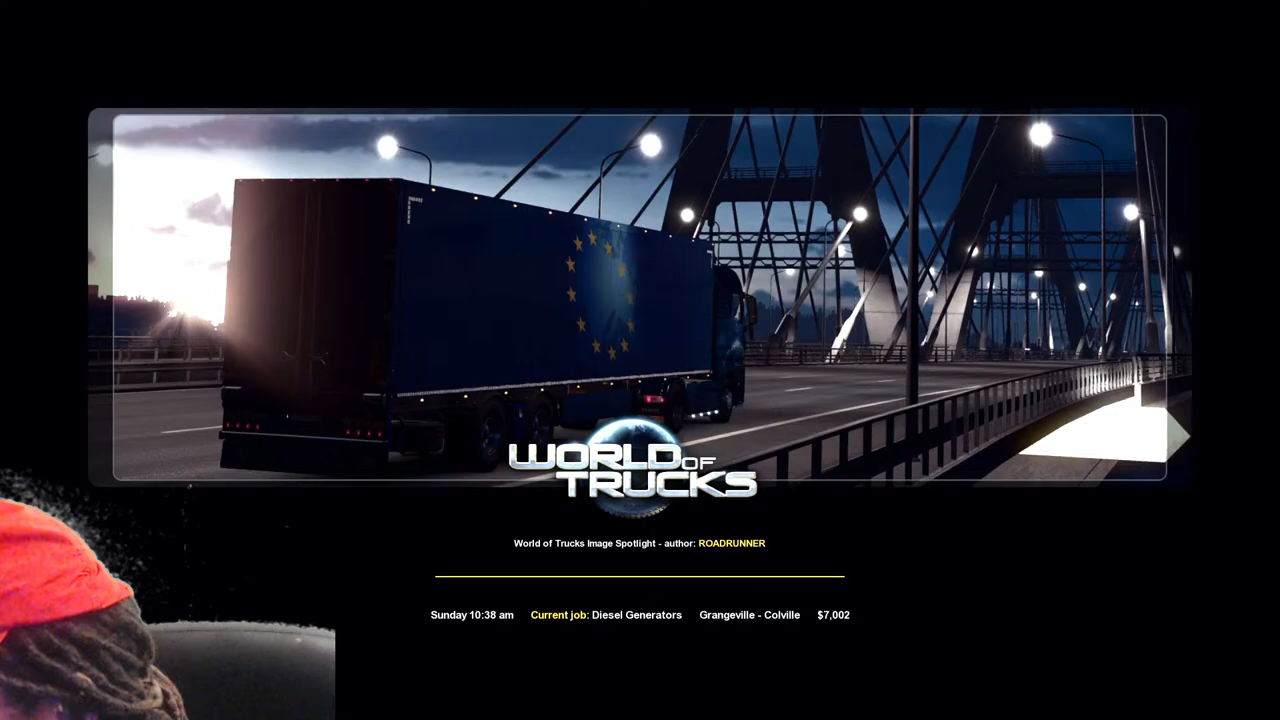 WORLD OF
TRUCKS
World of Trucks Image Spotlight - author: ROADRUNNER
Sunday 10:38 am Current job: Diesel Generators Grangeville - Colville $7,002